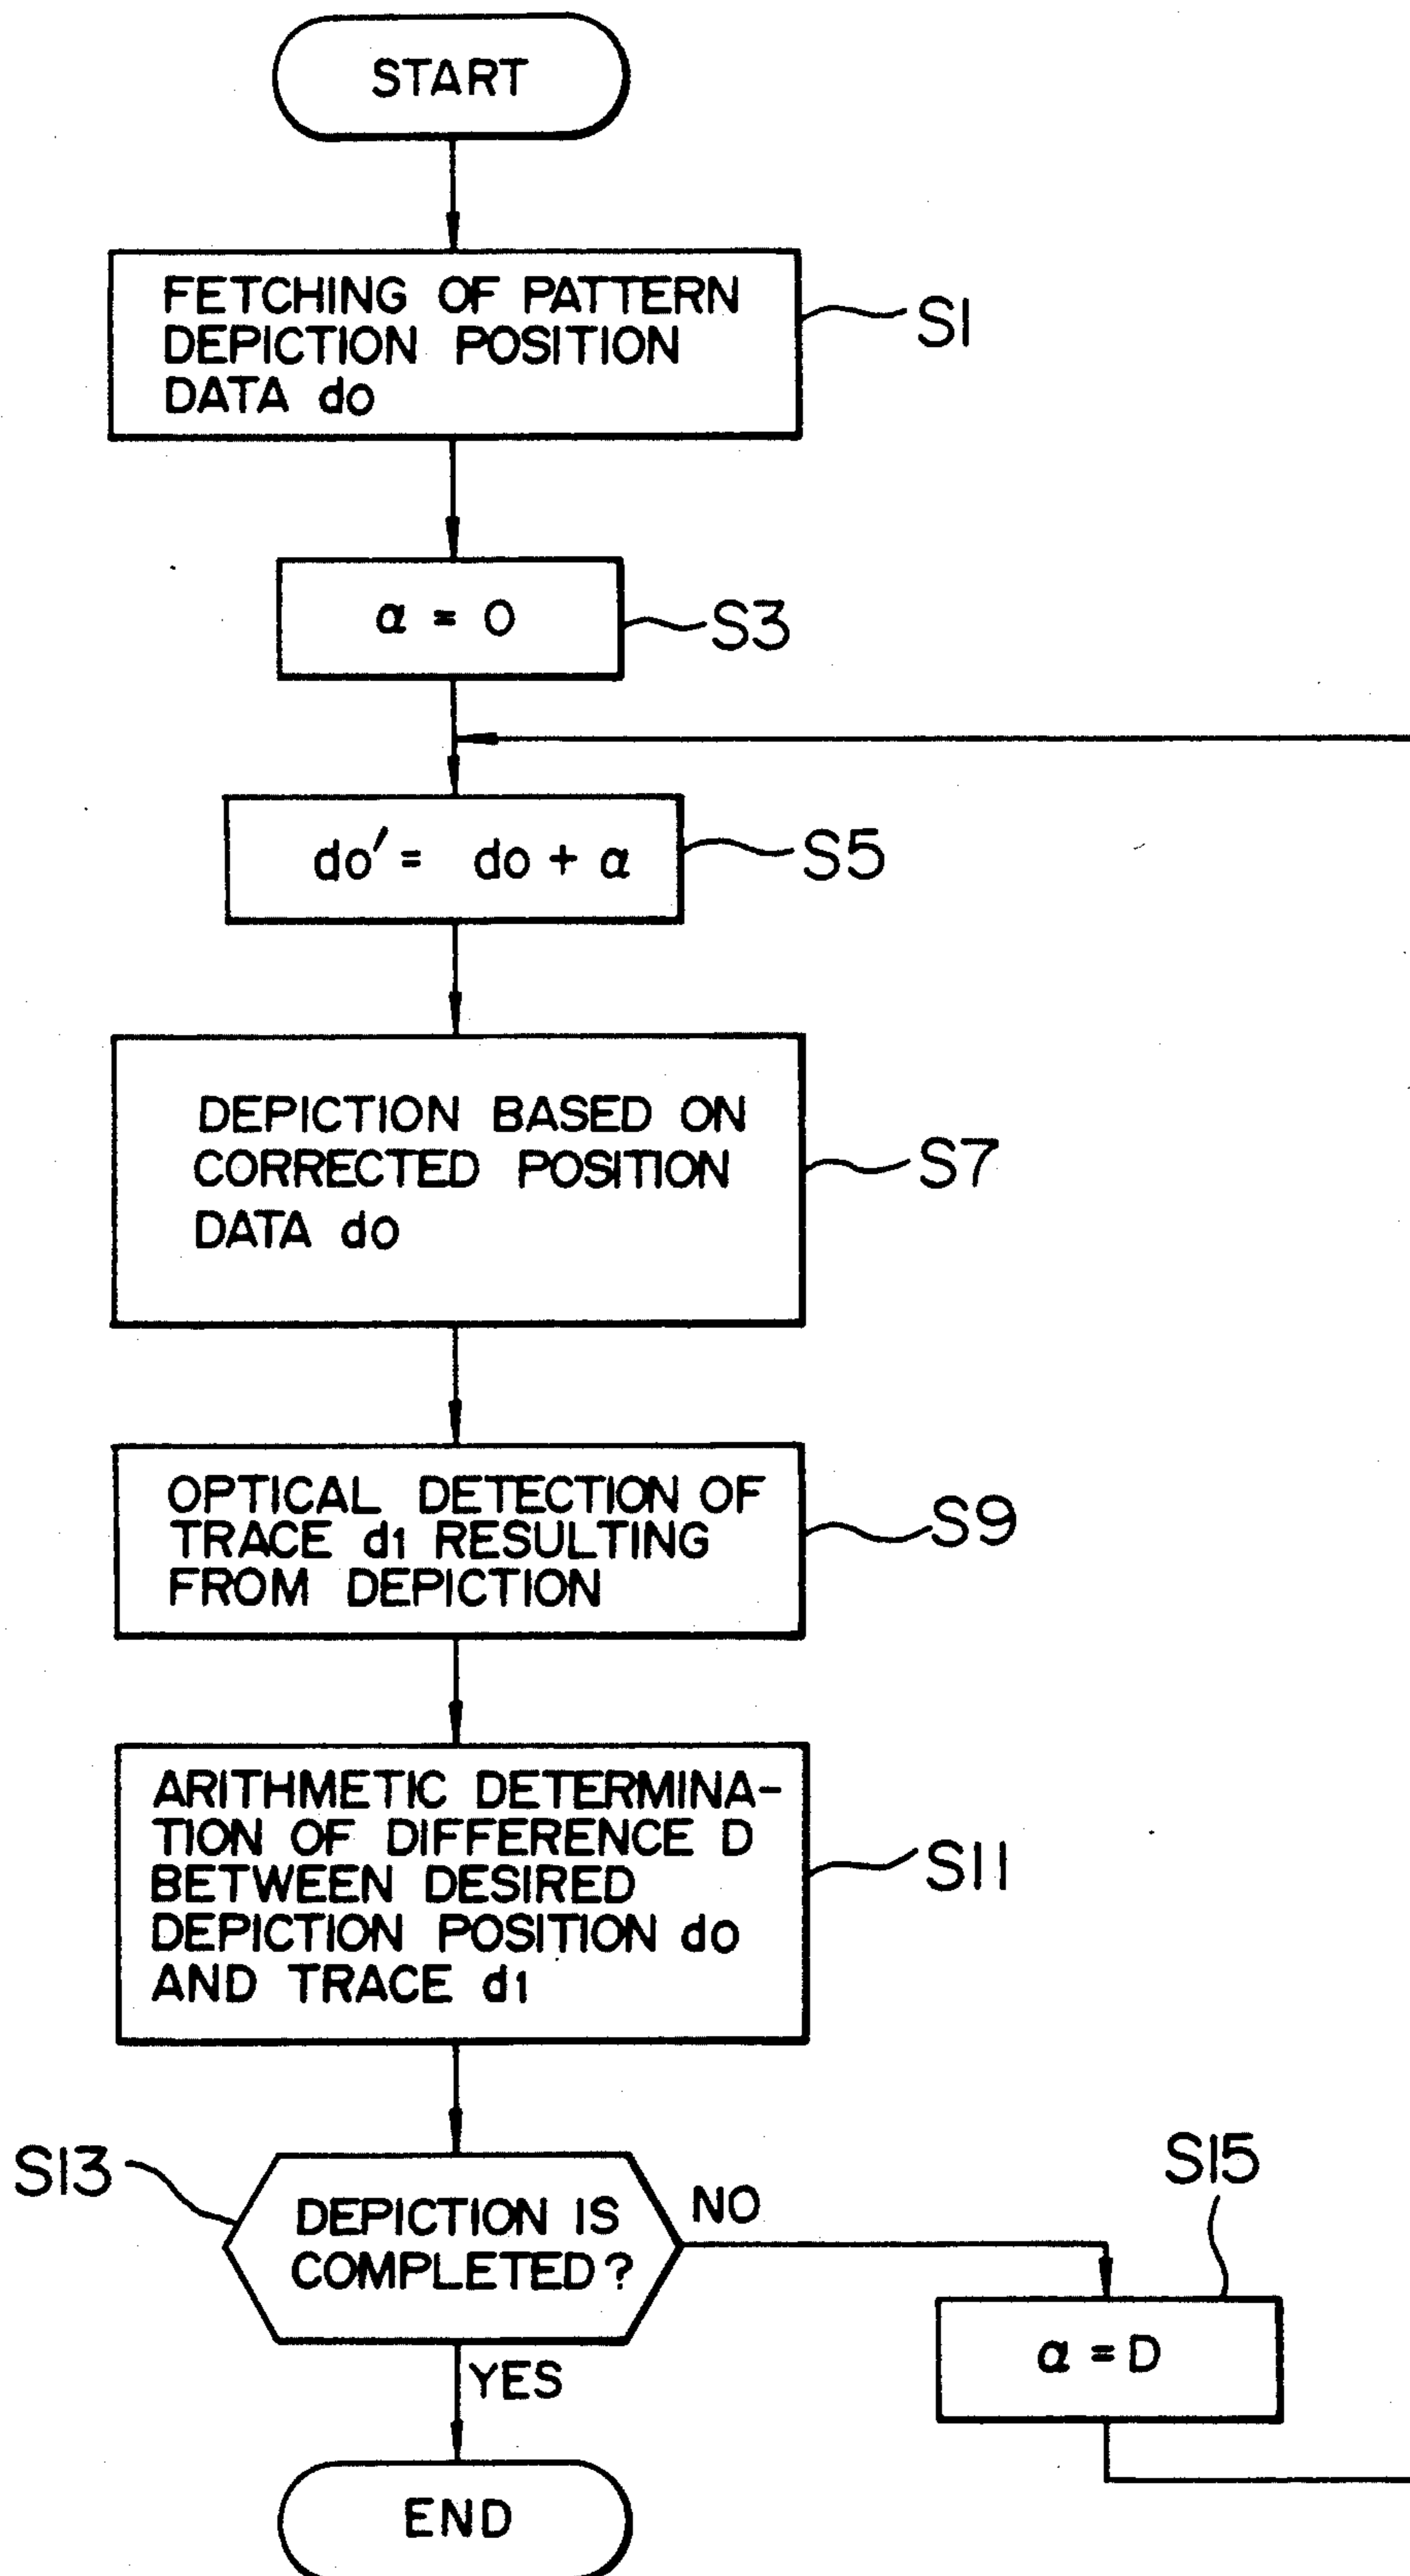 START
FETCHING OF PATTERN
DEPICTION POSITION
DATA do
S1
α = 0
S3
do' = do + α
S5
DEPICTION BASED ON
CORRECTED POSITION
DATA do
S7
OPTICAL DETECTION OF
TRACE d1 RESULTING
FROM DEPICTION
S9
ARITHMETIC DETERMINA-
TION OF DIFFERENCE D
BETWEEN DESIRED
DEPICTION POSITION do
AND TRACE d1
S11
S13
DEPICTION IS
COMPLETED?
NO
S15
α = D
YES
END